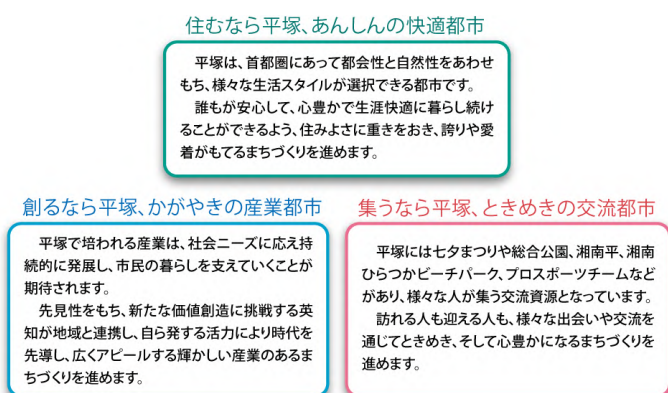 住むなら平塚、あんしんの快適都市
平塚は、首都圏にあって都会性と自然性をあわせ
もち、様々な生活スタイルが選択できる都市です。
誰もが安心して、心豊かで生涯快適に暮らし続け
ることができるよう、住みよさに重きをおき、誇りや愛
着がもてるまちづくりを進めます。
創るなら平塚、かがやきの産業都市
平塚で培われる産業は、社会ニーズに応え持
続的に発展し、市民の暮らしを支えていくことが
期待されます。
先見性をもち、新たな価値創造に挑戦する英
知が地域と連携し、自ら発する活力により時代を
先導し、広くアピールする輝かしい産業のあるま
ちづくりを進めます。
集うなら平塚、ときめきの交流都市
平塚には七夕まつりや総合公園、湘南平、湘南
ひらつかビーチパーク、プロスポーツチームなど
があり、様々な人が集う交流資源となっています。
訪れる人も迎える人も、様々な出会いや交流を
通じてときめき、そして心豊かになるまちづくりを
進めます。